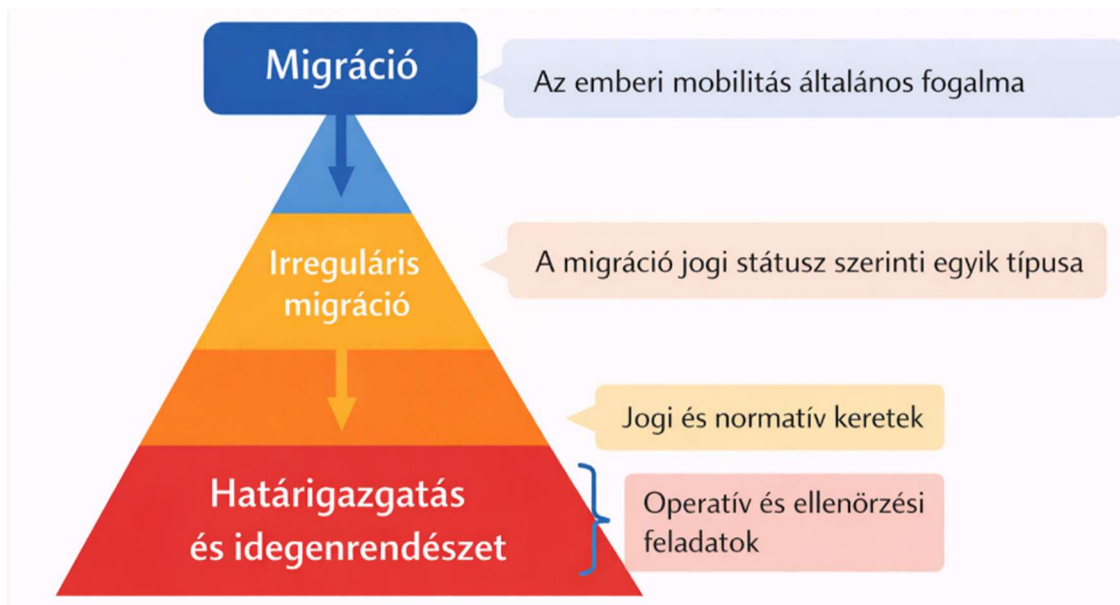 Migráció
Az emberi mobilitás általános fogalma
Irreguláris
migráció
A migráció jogi státusz szerinti egyik típusa
Jogi és normatív keretek
Határigazgatás
és idegenrendészet
Operatív és ellenörzési
feladatok